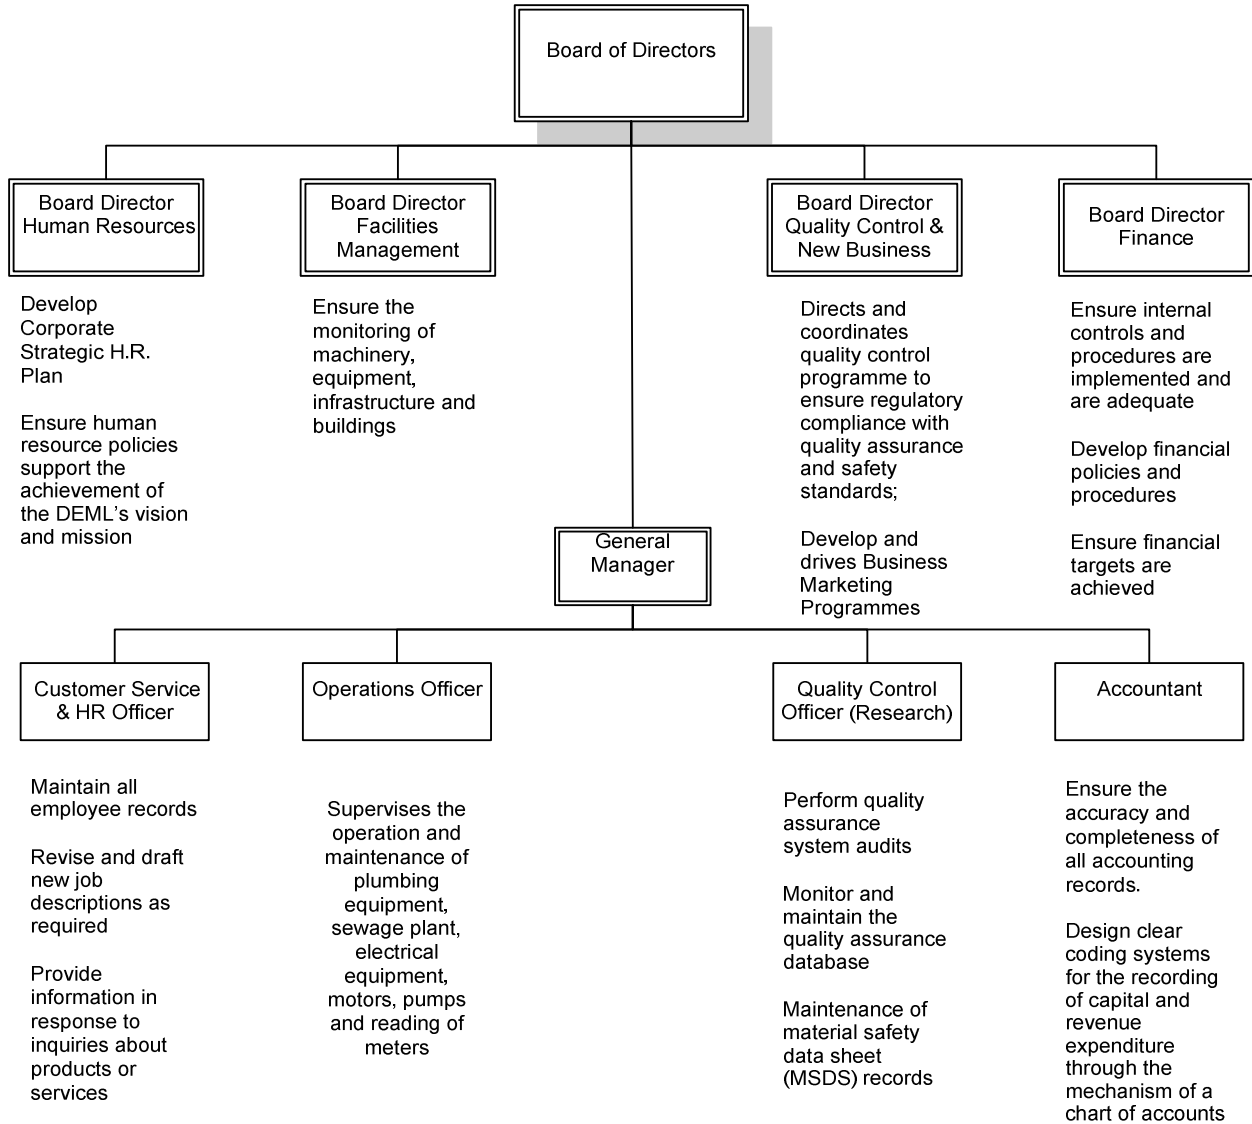 Board of Directors
Board Director
Human Resources
Board Director
Facilities
Management
Board Director
Quality Control &
New Business
Board Director
Finance
Develop
Corporate
Strategic H.R.
Plan
Ensure human
resource policies
support the
achievement of
the DEML's vision
and mission
Ensure the
monitoring of
machinery,
equipment,
infrastructure and
buildings
Directs and
coordinates
quality control
programme to
ensure regulatory
compliance with
quality assurance
and safety
standards;
Develop and
drives Business
Marketing
Programmes
Ensure internal
controls and
procedures are
implemented and
are adequate
Develop financial
policies and
procedures
Ensure financial
targets are
achieved
General
Manager
Customer Service
& HR Officer
Operations Officer
Quality Control
Officer (Research)
Accountant
Maintain all
employee records
Revise and draft
new job
descriptions as
required
Provide
information in
response to
inquiries about
products or
services
Supervises the
operation and
maintenance of
plumbing
equipment,
sewage plant,
electrical
equipment,
motors, pumps
and reading of
meters
Perform quality
assurance
system audits
Monitor and
maintain the
quality assurance
database
Maintenance of
material safety
data sheet
(MSDS) records
Ensure the
accuracy and
completeness of
all accounting
records.
Design clear
coding systems
for the recording
of capital and
revenue
expenditure
through the
mechanism of a
chart of accounts